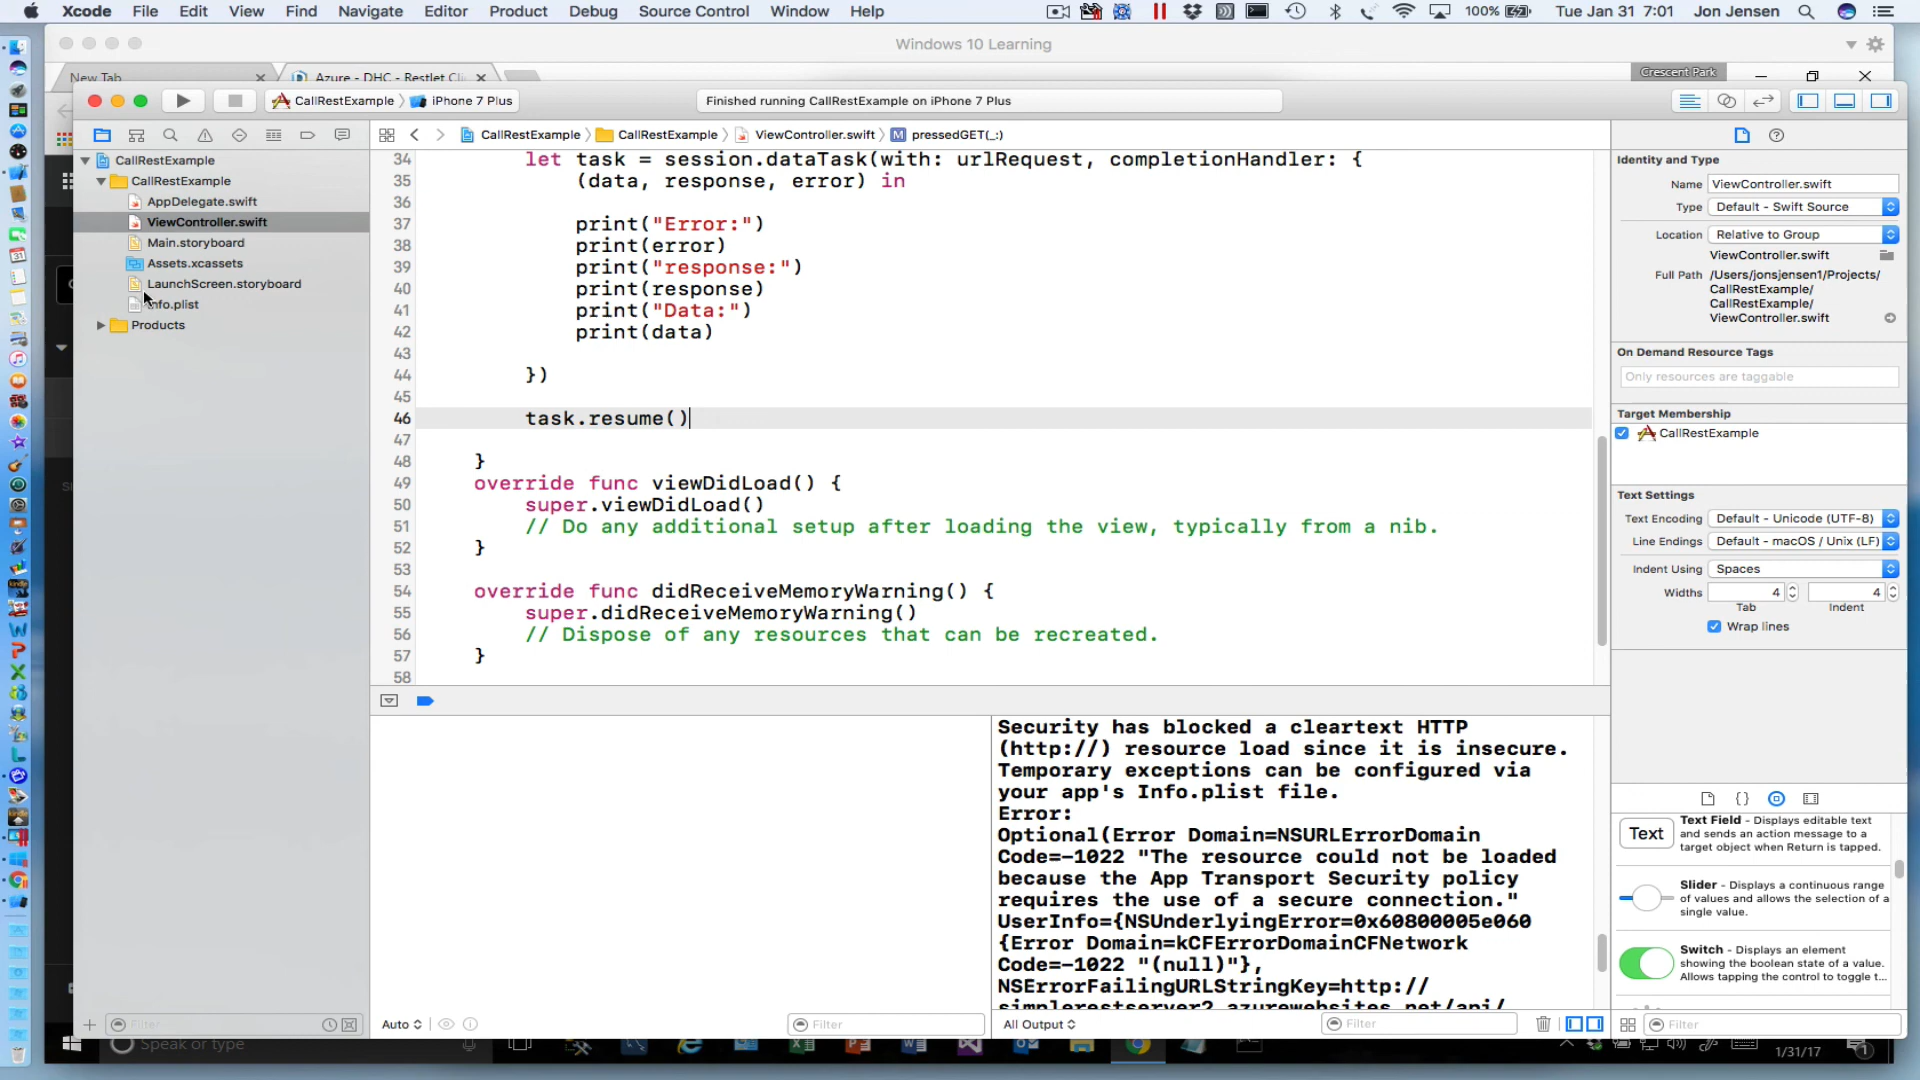 Xcode File Edit View Find Navigate Editor Product Debug Source Control Window Help 100% Tue Jan 31 7:01 Jon Jensen
Windows 10 Learning
New Tab Azure - DHC - Restlet Cli Crescent Park
CallRestExample iPhone 7 Plus Finished running CallRestExample on iPhone 7 Plus
CallRestExample CallRestExample ViewController.swift M pressedGET(_:)
CallRestExample
CallRestExample
AppDelegate.swift
ViewController.swift
Main.storyboard
Assets.xcassets
LaunchScreen.storyboard
nfo.plist
Products
34 let task = session.dataTask(with: urlRequest, completionHandler: {
35 (data, response, error) in
36
37 print("Error:")
38 print(error)
39 print("response:")
40 print(response)
41 print("Data:")
42 print(data)
43
44 })
45
46 task.resume()
47
48 }
49 override func viewDidLoad() {
50 super.viewDidLoad()
51 // Do any additional setup after loading the view, typically from a nib.
52 }
53
54 override func didReceiveMemoryWarning() {
55 super.didReceiveMemoryWarning()
56 // Dispose of any resources that can be recreated.
57 }
58
Security has blocked a cleartext HTTP
(http://) resource load since it is insecure.
Temporary exceptions can be configured via
your app's Info.plist file.
Error:
Optional(Error Domain=NSURLErrorDomain
Code=-1022 "The resource could not be loaded
because the App Transport Security policy
requires the use of a secure connection."
UserInfo={NSUnderlyingError=0x60800005e060
{Error Domain=kCFErrorDomainCFNetwork
Code=-1022 "(null)"},
NSErrorFailingURLStringKey=http://
simplerestserver2.azurewebsites.net/api/
Identity and Type
Name ViewController.swift
Type Default - Swift Source
Location Relative to Group
ViewController.swift
Full Path /Users/jonsjensen1/Projects/
CallRestExample/
CallRestExample/
ViewController.swift
On Demand Resource Tags
Only resources are taggable
Target Membership
CallRestExample
Text Settings
Text Encoding Default - Unicode (UTF-8)
Line Endings Default - macOS / Unix (LF)
Indent Using Spaces
Widths 4 4
Tab Indent
Wrap lines
Text Text Field - Displays editable text
and sends an action message to a
target object when Return is tapped.
Slider - Displays a continuous range
of values and allows the selection of a
single value.
Switch - Displays an element
showing the boolean state of a value.
Allows tapping the control to toggle t...
Filter Auto Filter All Output Filter Filter
Speak or type 1/31/17